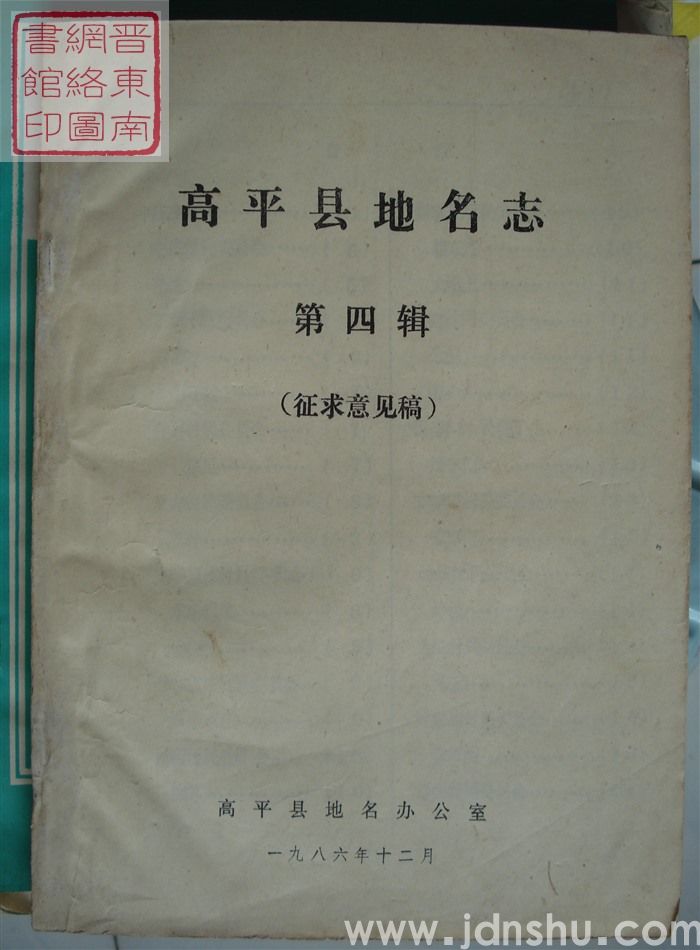 晋東南
網絡圖
書館印
高平县地名志
第四辑
（征求意见稿）
高平县地名办公室
一九八六年十二月
www.jdnshu.com